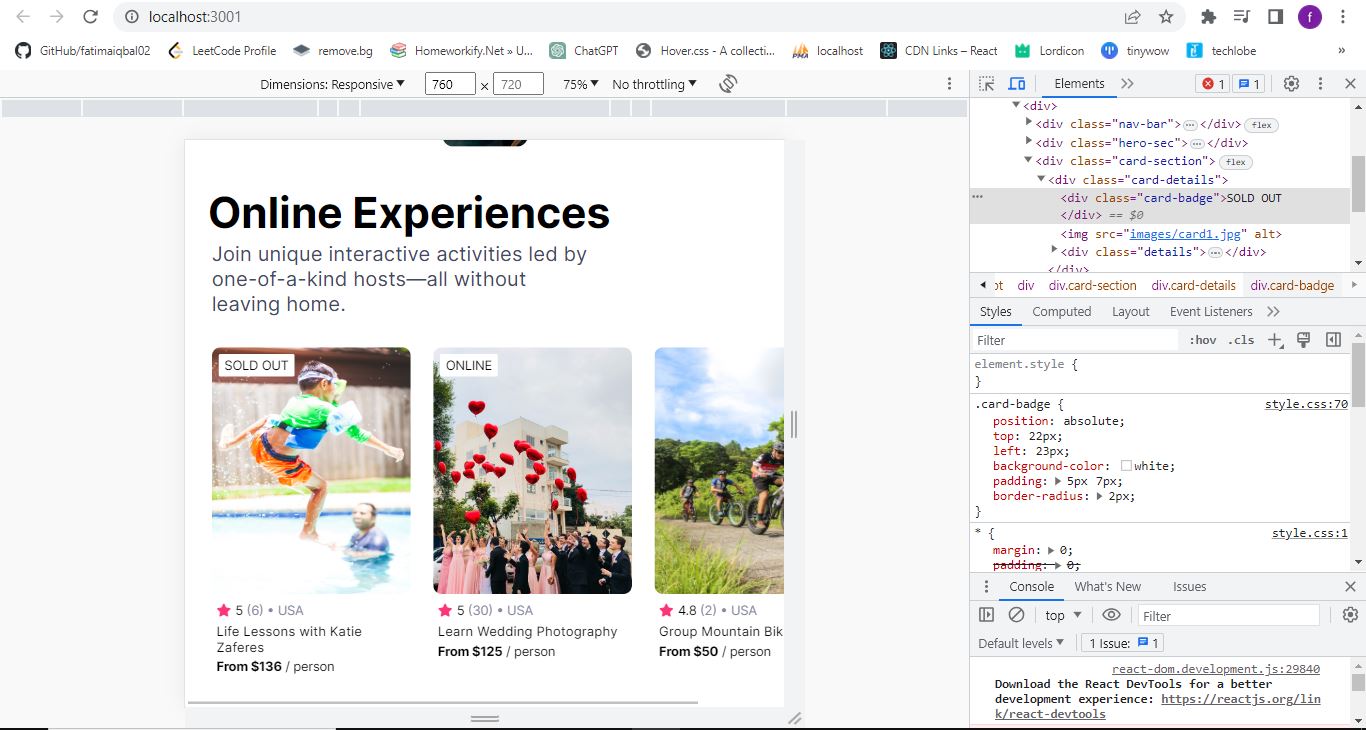 localhost:3001
f
GitHub/fatimaiqbal02 LeetCode Profile remove.bg Homeworkify.Net » U... ChatGPT Hover.css - A collecti... localhost CDN Links – React Lordicon tinywow techlobe »
Dimensions: Responsive 760 × 720 75% No throttling
Elements 1 1
<div>
<div class="nav-bar">…</div> flex
<div class="hero-sec">…</div>
<div class="card-section"> flex
<div class="card-details">
<div class="card-badge">SOLD OUT
</div> == $0
<img src="images/card1.jpg" alt>
<div class="details">…</div>
</div>
ot div div.card-section div.card-details div.card-badge
Styles Computed Layout Event Listeners
Filter :hov .cls
element.style {
}
.card-badge { style.css:70
position: absolute;
top: 22px;
left: 23px;
background-color: white;
padding: 5px 7px;
border-radius: 2px;
}
* { style.css:1
margin: 0;
padding: 0;
Console What's New Issues
top Filter
Default levels 1 Issue: 1
react-dom.development.js:29840
Download the React DevTools for a better
development experience: https://reactjs.org/lin
k/react-devtools
Online Experiences
Join unique interactive activities led by
one-of-a-kind hosts—all without
leaving home.
SOLD OUT
5 (6) • USA
Life Lessons with Katie
Zaferes
From $136 / person
ONLINE
5 (30) • USA
Learn Wedding Photography
From $125 / person
4.8 (2) • USA
Group Mountain Bik
From $50 / person